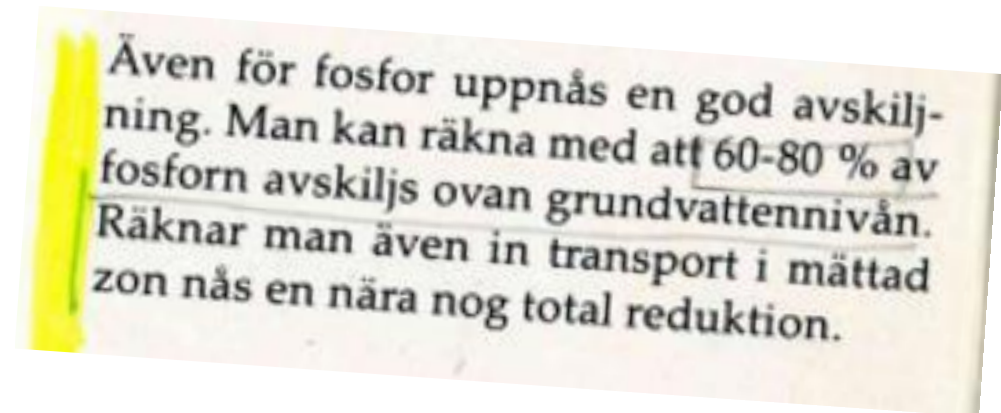 Även för fosfor uppnås en god avskilj-
ning. Man kan räkna med att 60-80 % av
fosforn avskiljs ovan grundvattennivån.
Räknar man även in transport i mättad
zon nås en nära nog total reduktion.